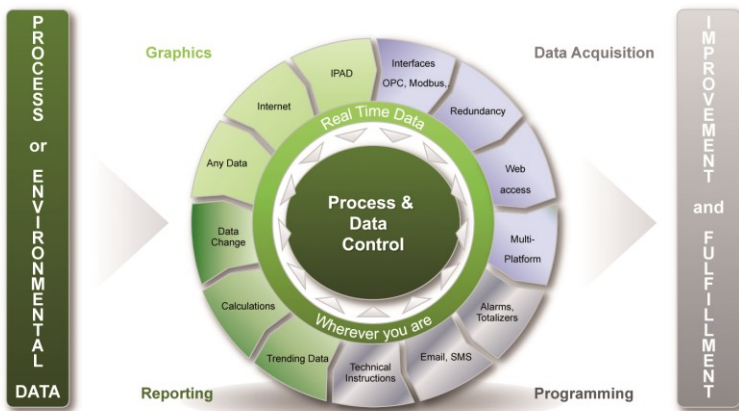 PROCESS or ENVIRONMENTAL DATA
Graphics
Data Acquisition
IPAD
Interfaces
OPC, Modbus,..
Internet
Redundancy
Any Data
Web
access
Data
Change
Multi-
Platform
Calculations
Alarms,
Totalizers
Trending Data
Technical
Instructions
Email, SMS
Real Time Data
Process &
Data
Control
Wherever you are
Reporting
Programming
IMPROVEMENT and FULFILLMENT